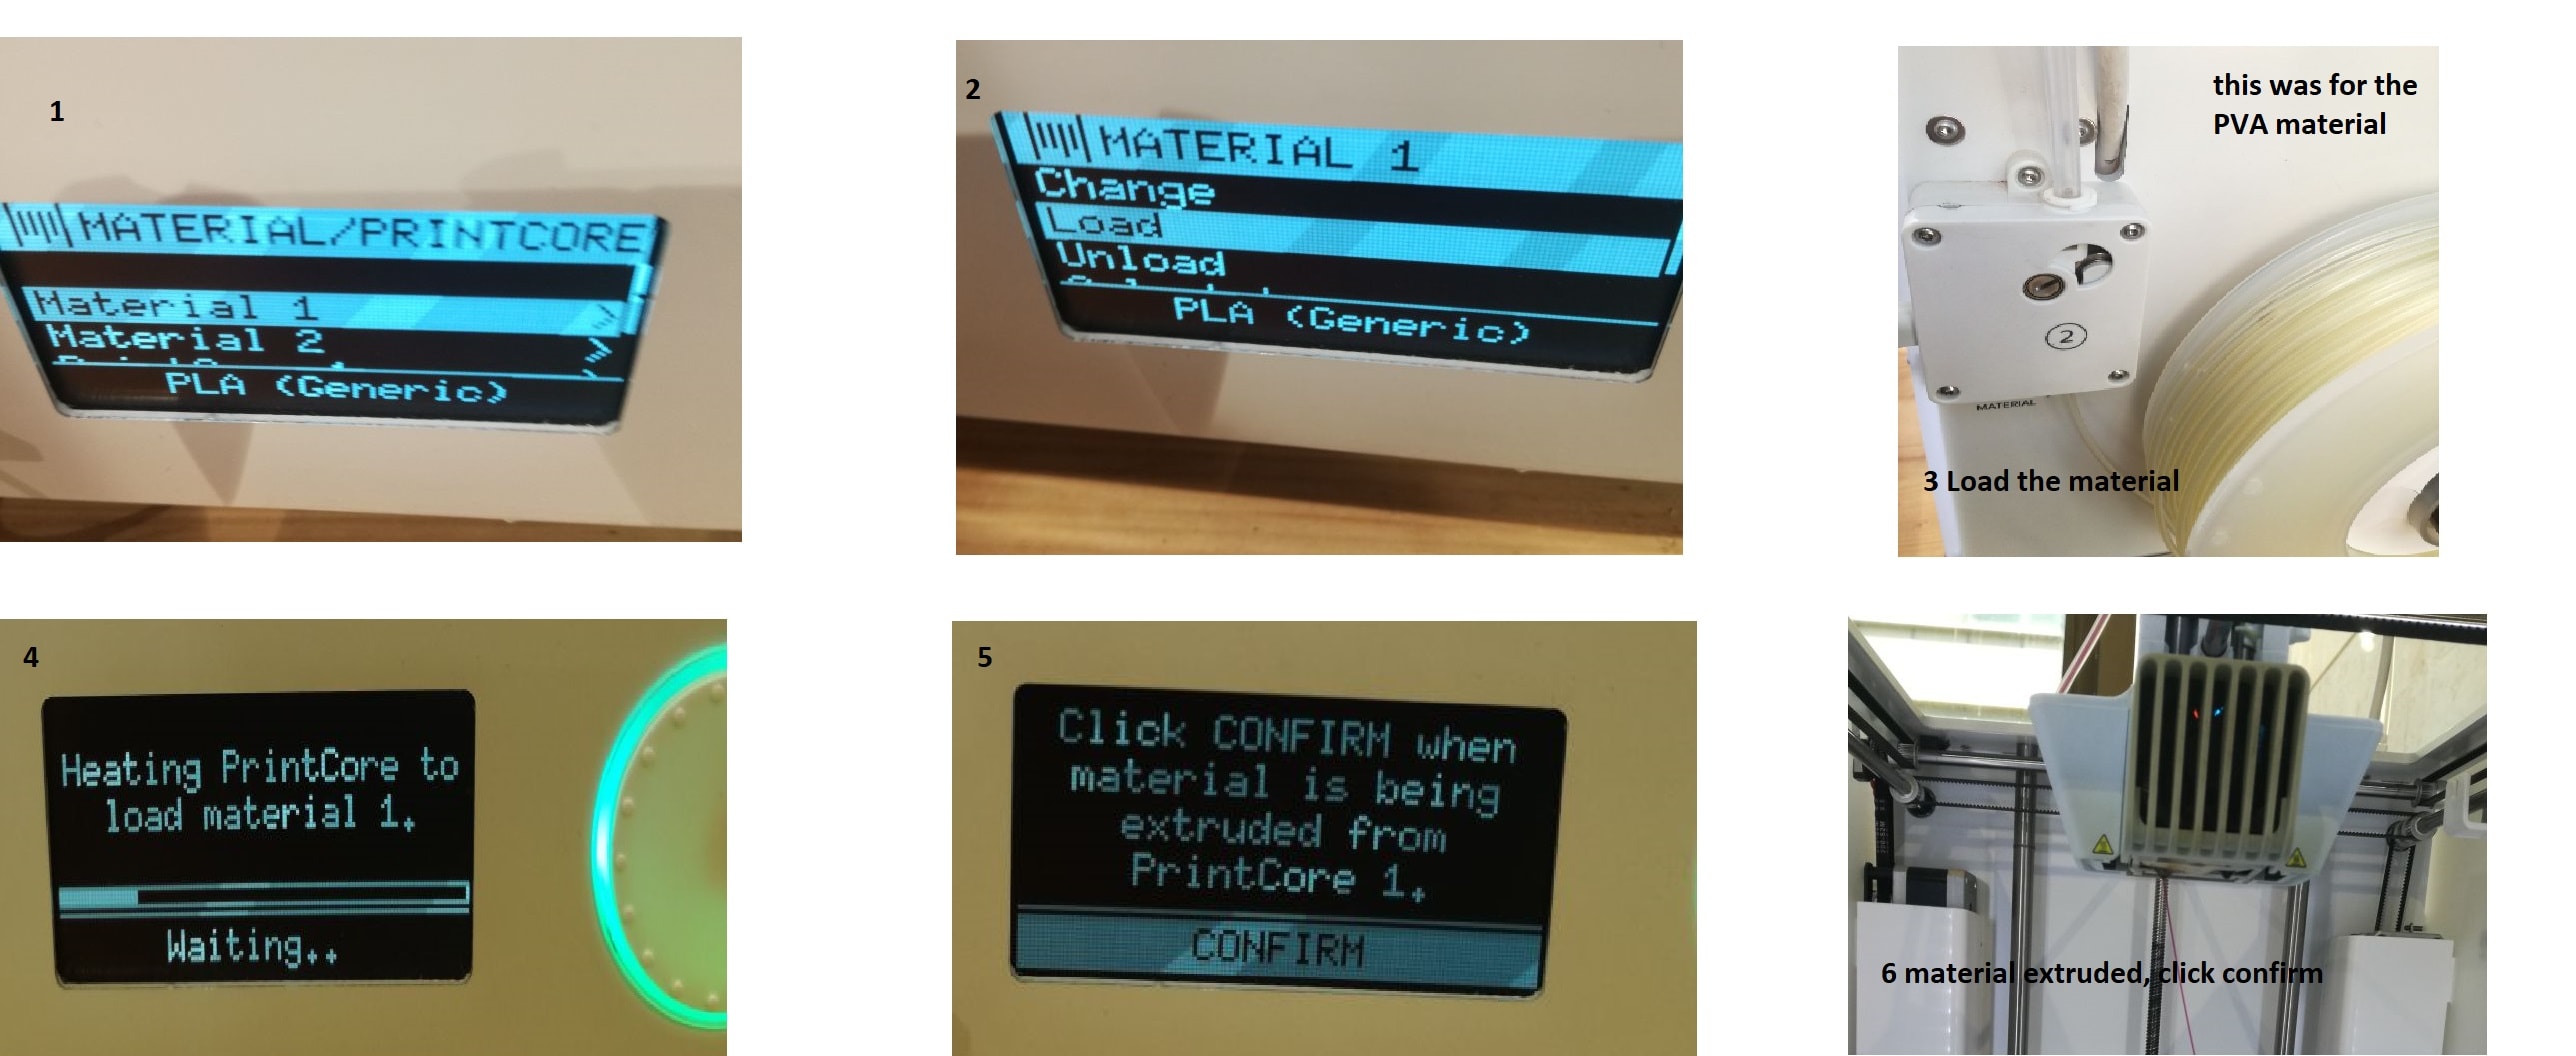 1
MATERIAL/PRINTCORE
Material 1
Material 2
PLA (Generic)
2
MATERIAL 1
Change
Load
Unload
PLA (Generic)
this was for the
PVA material
2
MATERIAL
3 Load the material
4
Heating PrintCore to
load material 1.
Waiting..
5
Click CONFIRM when
material is being
extruded from
PrintCore 1.
CONFIRM
6 material extruded, click confirm